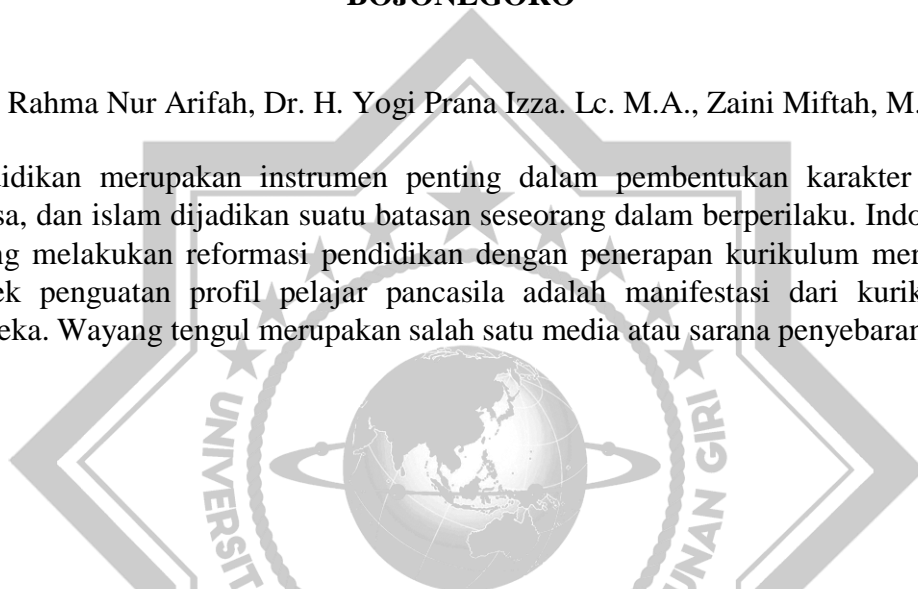 BOJONEGORO
Rahma Nur Arifah, Dr. H. Yogi Prana Izza. Lc. M.A., Zaini Miftah, M.
didikan merupakan instrumen penting dalam pembentukan karakter
sa, dan islam dijadikan suatu batasan seseorang dalam berperilaku. Indo
ng melakukan reformasi pendidikan dengan penerapan kurikulum mer
ek penguatan profil pelajar pancasila adalah manifestasi dari kurik
eka. Wayang tengul merupakan salah satu media atau sarana penyebaran
UNIVERSIT
UNAN GIRI